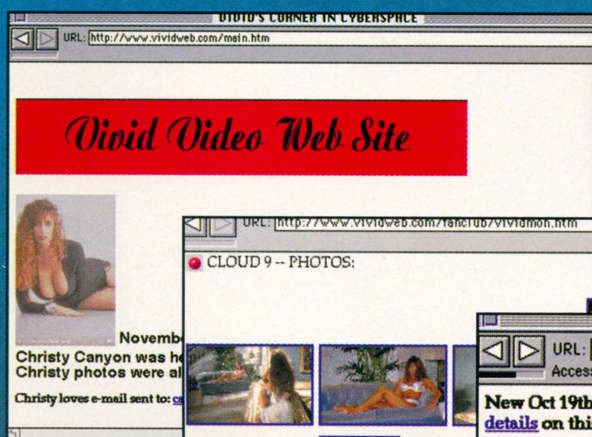 VIVID'S CORNER IN CYBERSPACE
URL: http://www.vividweb.com/main.htm
Vivid Video Web Site
URL: http://www.vividweb.com/fanclub/vividmon.htm
CLOUD 9 -- PHOTOS:
Novemb
Christy Canyon was he
Christy photos were al
Christy loves e-mail sent to:
URL:
Access
New Oct 19th
details on this